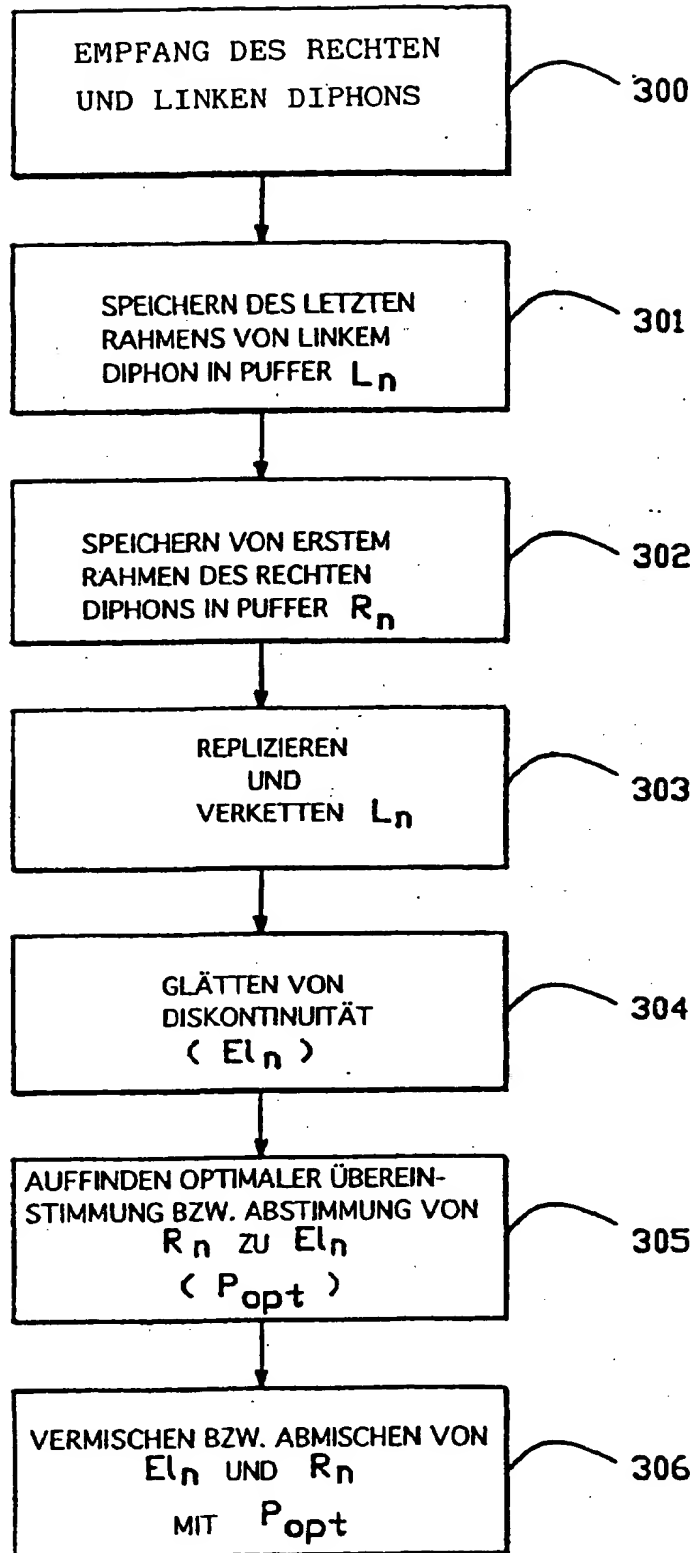 EMPFANG DES RECHTEN
UND LINKEN DIPHONS
300
SPEICHERN DES LETZTEN
RAHMENS VON LINKEM
DIPHON IN PUFFER Ln
301
SPEICHERN VON ERSTEM
RAHMEN DES RECHTEN
DIPHONS IN PUFFER Rn
302
REPLIZIEREN
UND
VERKETTEN Ln
303
GLÄTTEN VON
DISKONTINUITÄT
( Eln )
304
AUFFINDEN OPTIMALER ÜBEREIN-
STIMMUNG BZW. ABSTIMMUNG VON
Rn ZU Eln
( Popt )
305
VERMISCHEN BZW. ABMISCHEN VON
Eln UND Rn
MIT Popt
306